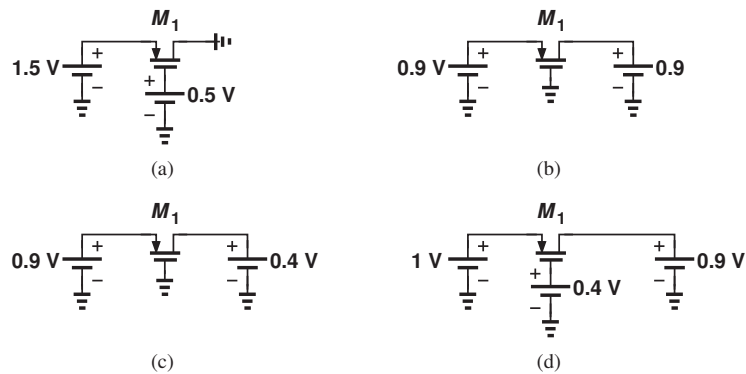 M1
+
1.5 V
−
+
0.5 V
−
(a)
M1
+ +
0.9 V 0.9
− −
(b)
M1
+ +
0.9 V 0.4 V
− −
(c)
M1
+ +
1 V 0.9 V
− −
+
0.4 V
−
(d)